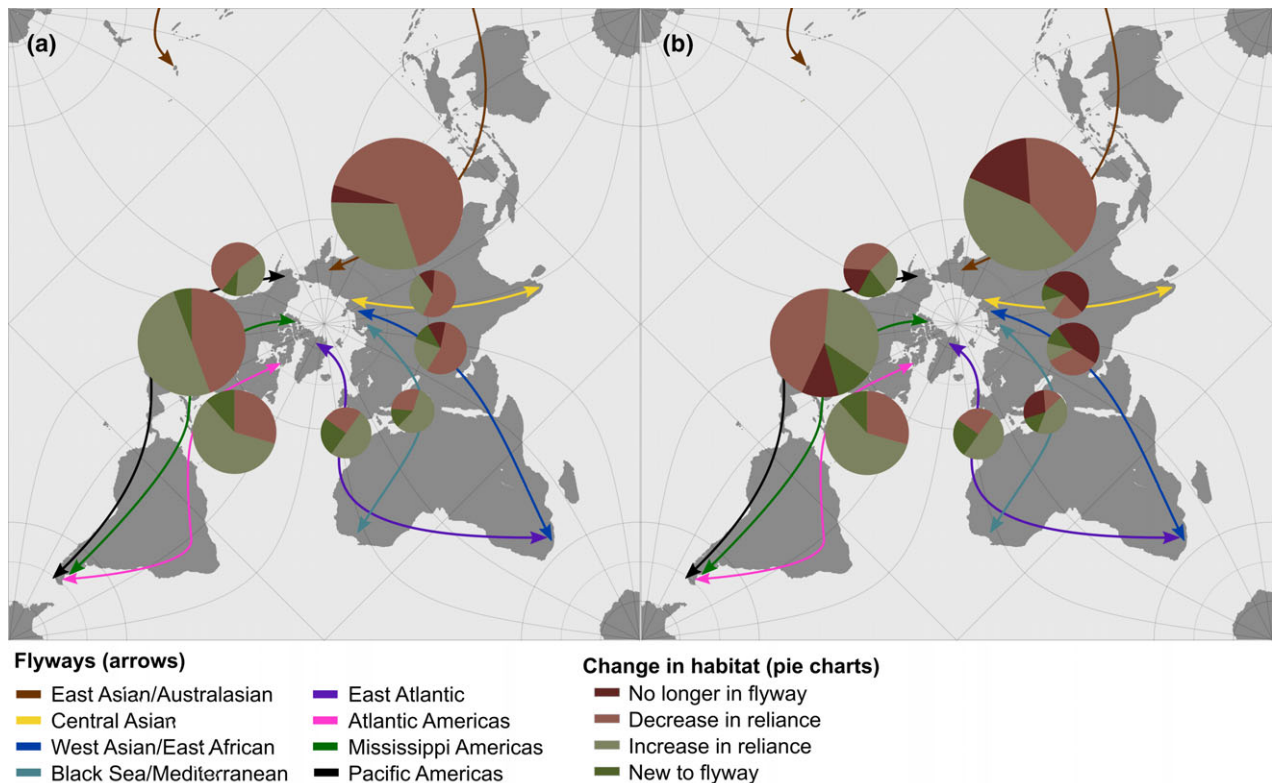 (a)
(b)
Flyways (arrows)
East Asian/Australasian
Central Asian
West Asian/East African
Black Sea/Mediterranean
East Atlantic
Atlantic Americas
Mississippi Americas
Pacific Americas
Change in habitat (pie charts)
No longer in flyway
Decrease in reliance
Increase in reliance
New to flyway